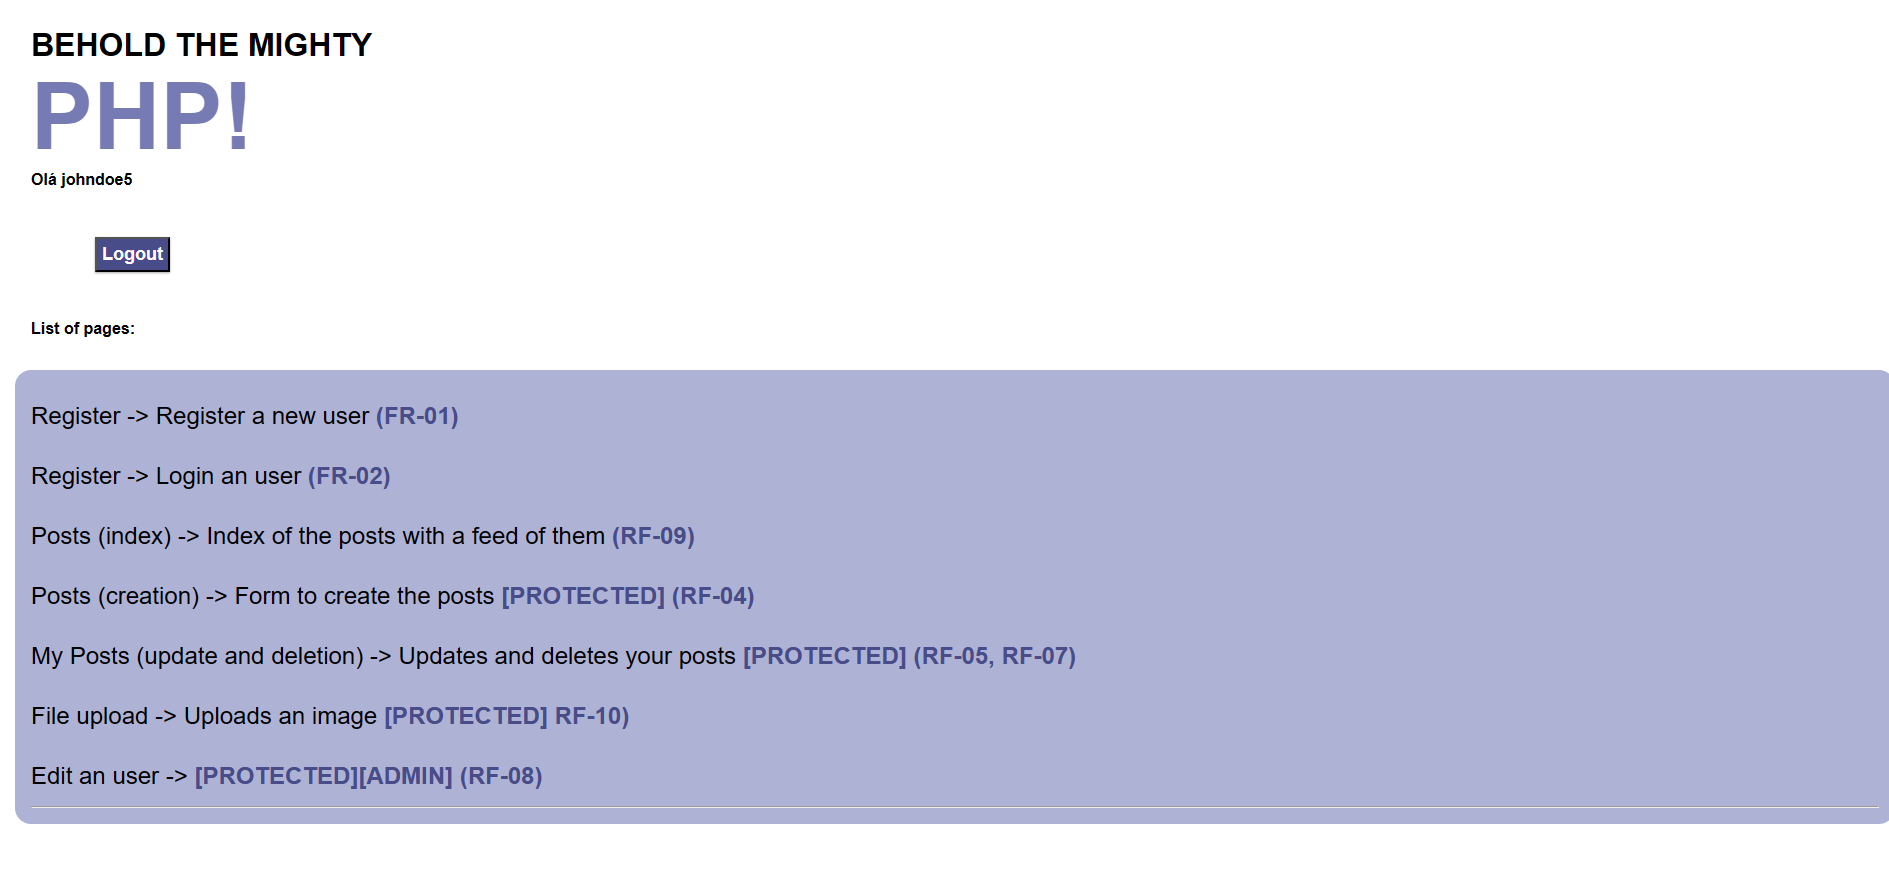 BEHOLD THE MIGHTY
PHP!
Olá johndoe5
Logout
List of pages:
Register -> Register a new user (FR-01)
Register -> Login an user (FR-02)
Posts (index) -> Index of the posts with a feed of them (RF-09)
Posts (creation) -> Form to create the posts [PROTECTED] (RF-04)
My Posts (update and deletion) -> Updates and deletes your posts [PROTECTED] (RF-05, RF-07)
File upload -> Uploads an image [PROTECTED] RF-10)
Edit an user -> [PROTECTED][ADMIN] (RF-08)